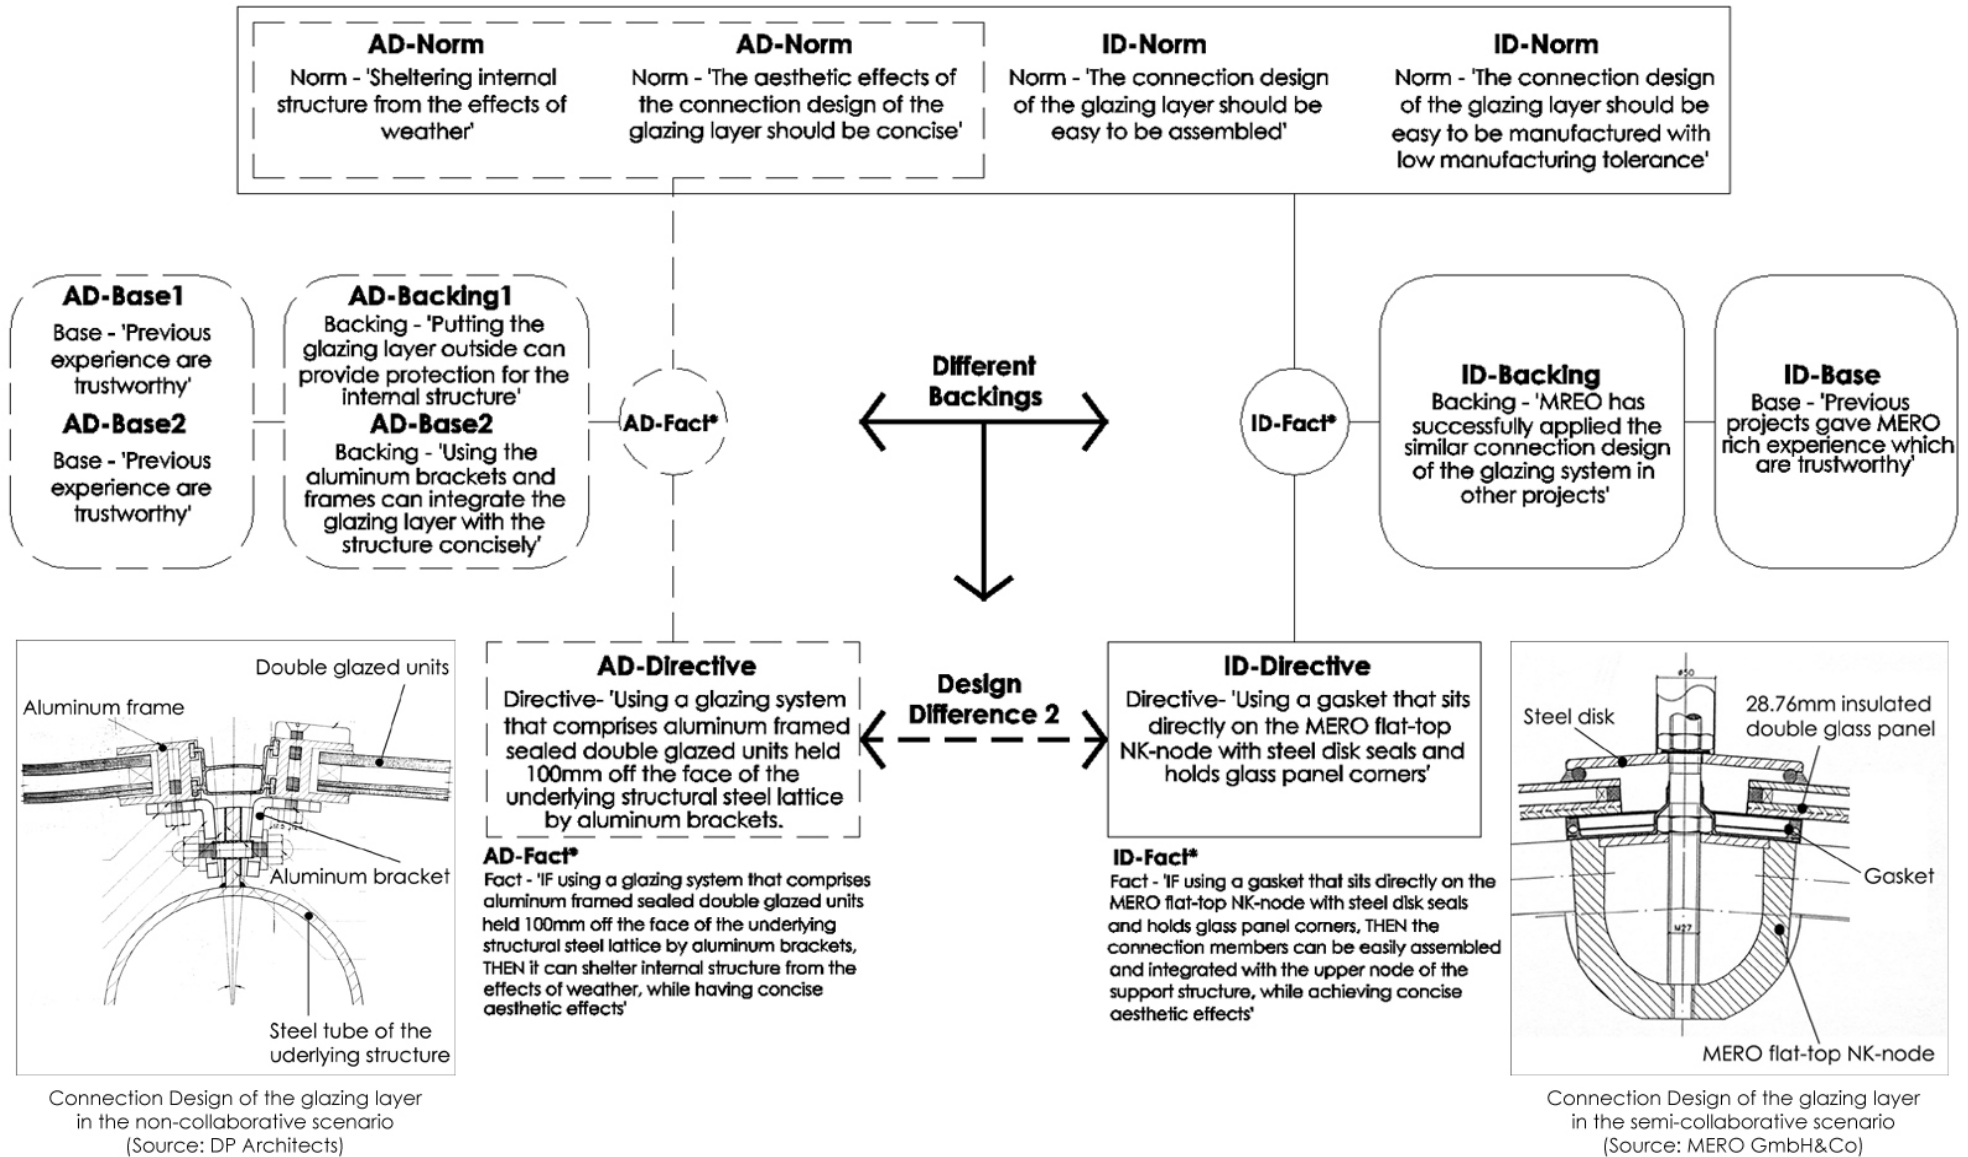 AD-Norm
Norm - 'Sheltering internal
structure from the effects of
weather'
AD-Norm
Norm - 'The aesthetic effects of
the connection design of the
glazing layer should be concise'
ID-Norm
Norm - 'The connection design
of the glazing layer should be
easy to be assembled'
ID-Norm
Norm - 'The connection design
of the glazing layer should be
easy to be manufactured with
low manufacturing tolerance'
AD-Base1
Base - 'Previous
experience are
trustworthy'
AD-Base2
Base - 'Previous
experience are
trustworthy'
AD-Backing1
Backing - 'Putting the
glazing layer outside can
provide protection for the
internal structure'
AD-Base2
Backing - 'Using the
aluminum brackets and
frames can integrate the
glazing layer with the
structure concisely'
AD-Fact*
Different
Backings
ID-Fact*
ID-Backing
Backing - 'MREO has
successfully applied the
similar connection design
of the glazing system in
other projects'
ID-Base
Base - 'Previous
projects gave MERO
rich experience which
are trustworthy'
Double glazed units
Aluminum frame
Aluminum bracket
Steel tube of the
uderlying structure
Connection Design of the glazing layer
in the non-collaborative scenario
(Source: DP Architects)
AD-Directive
Directive- 'Using a glazing system
that comprises aluminum framed
sealed double glazed units held
100mm off the face of the
underlying structural steel lattice
by aluminum brackets.
AD-Fact*
Fact - 'IF using a glazing system that comprises
aluminum framed sealed double glazed units
held 100mm off the face of the underlying
structural steel lattice by aluminum brackets,
THEN it can shelter internal structure from the
effects of weather, while having concise
aesthetic effects'
Design
Difference 2
ID-Directive
Directive- 'Using a gasket that sits
directly on the MERO flat-top
NK-node with steel disk seals and
holds glass panel corners'
ID-Fact*
Fact - 'IF using a gasket that sits directly on the
MERO flat-top NK-node with steel disk seals
and holds glass panel corners, THEN the
connection members can be easily assembled
and integrated with the upper node of the
support structure, while achieving concise
aesthetic effects'
ø50
Steel disk
28.76mm insulated
double glass panel
Gasket
M27
MERO flat-top NK-node
Connection Design of the glazing layer
in the semi-collaborative scenario
(Source: MERO GmbH&Co)